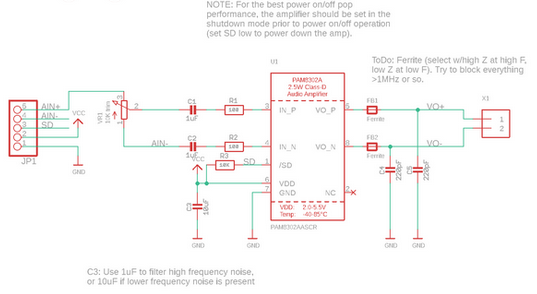 NOTE: For the best power on/off pop
performance, the amplifier should be set in the
shutdown mode prior to power on/off operation
(set SD low to power down the amp).
ToDo: Ferrite (select w/high Z at high F,
low Z at low F). Try to block everything
>1MHz or so.
U1
PAM8302A
2.5W Class-D
Audio Amplifier
IN_P
VO_P
IN_N
VO_N
/SD
VDD
GND
NC
VDD: 2.0-5.5V
Temp: -40-85°C
PAM8302AASCR
5
4
3
2
1
AIN+
AIN-
SD
VCC
JP1
GND
VR1
10K trim
3
2
1
AIN-
C1
1uF
R1
10K
C2
1uF
R2
10K
VCC
R3
10K
SD
C3
10uF
GND
GND
3
4
1
6
7
5
8
2
FB1
Ferrite
FB2
Ferrite
VO+
VO-
X1
1
2
C4
220pF
C5
220pF
GND
GND
C3: Use 1uF to filter high frequency noise,
or 10uF if lower frequency noise is present